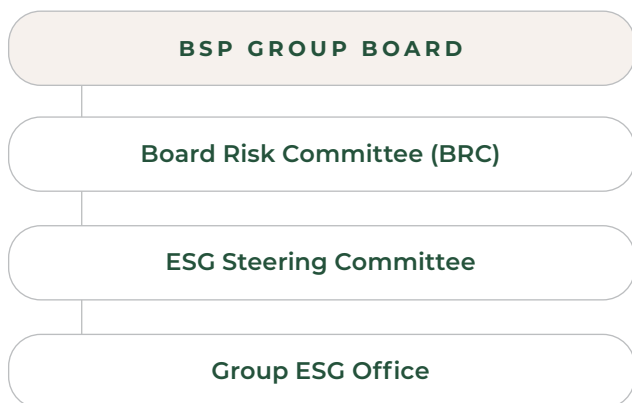 BSP GROUP BOARD
Board Risk Committee (BRC)
ESG Steering Committee
Group ESG Office